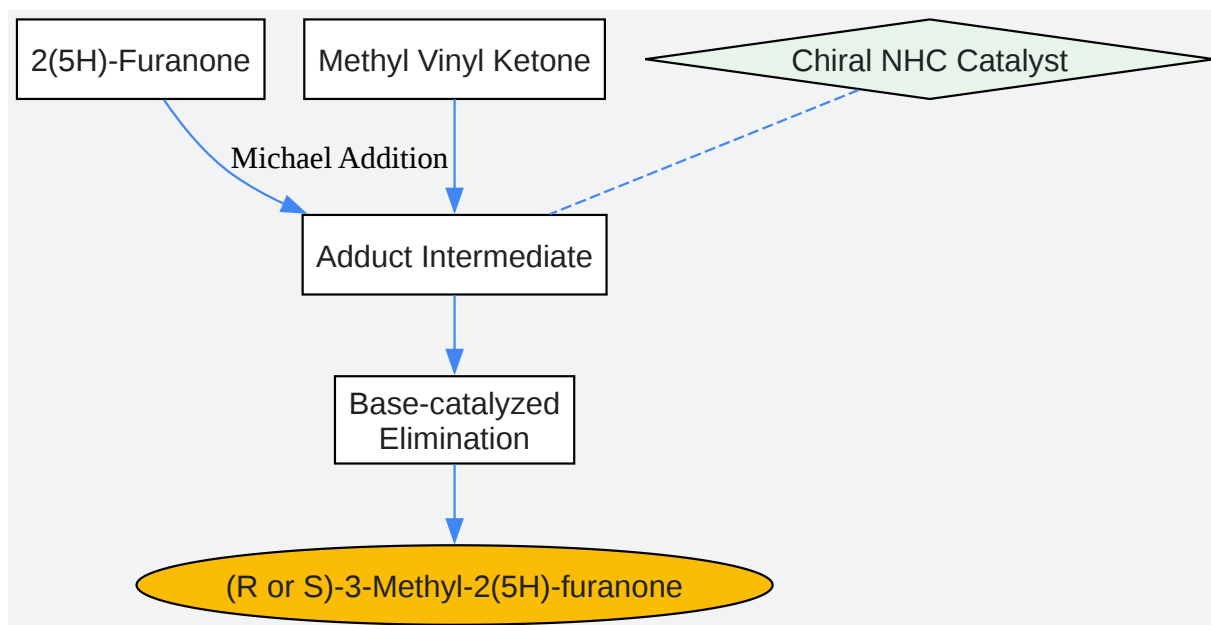 2(5H)-Furanone
Methyl Vinyl Ketone
Chiral NHC Catalyst
Michael Addition
Adduct Intermediate
Base-catalyzed
Elimination
(R or S)-3-Methyl-2(5H)-furanone